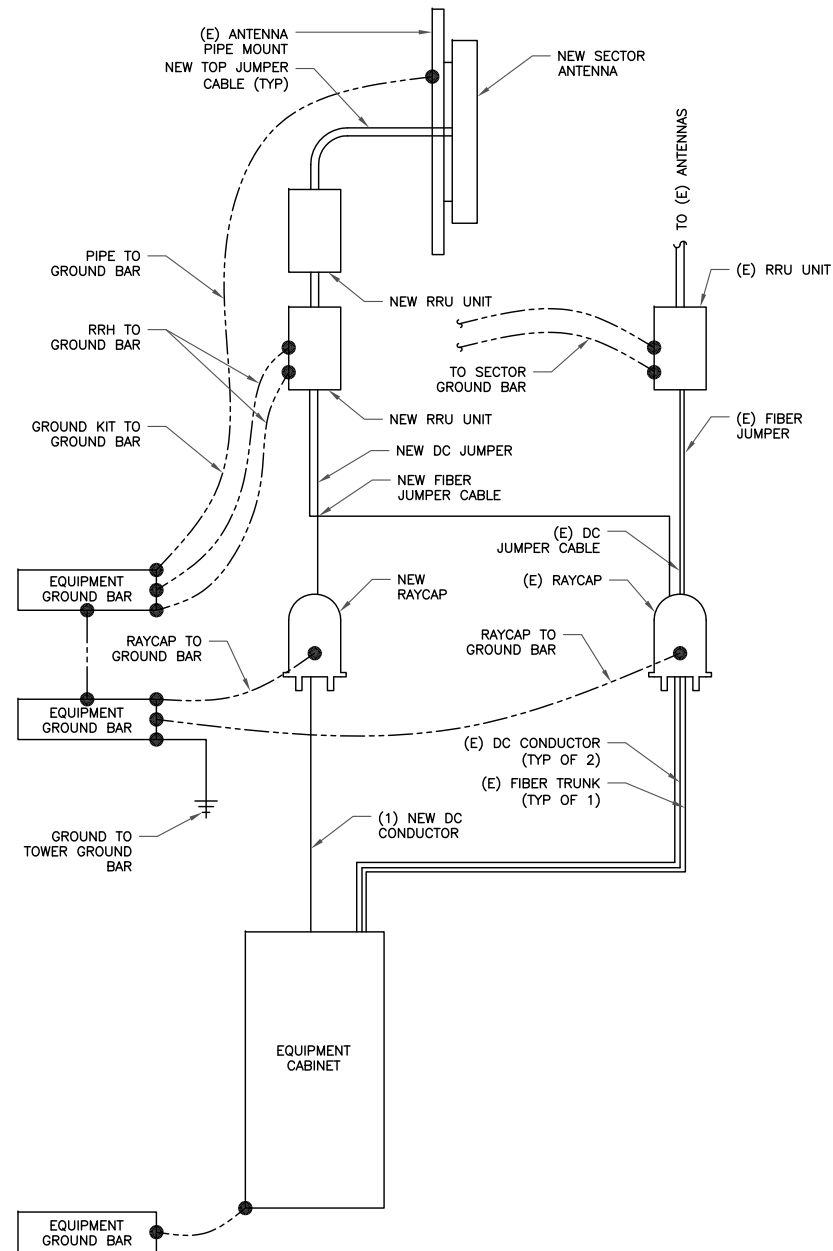 (E) ANTENNA
PIPE MOUNT
NEW TOP JUMPER
CABLE (TYP)
NEW SECTOR
ANTENNA
TO (E) ANTENNAS
PIPE TO
GROUND BAR
(E) RRU UNIT
NEW RRU UNIT
RRH TO
GROUND BAR
TO SECTOR
GROUND BAR
NEW RRU UNIT
GROUND KIT TO
GROUND BAR
(E) FIBER
JUMPER
NEW DC JUMPER
NEW FIBER
JUMPER CABLE
(E) DC
JUMPER CABLE
EQUIPMENT
GROUND BAR
NEW
RAYCAP
(E) RAYCAP
RAYCAP TO
GROUND BAR
RAYCAP TO
GROUND BAR
EQUIPMENT
GROUND BAR
(E) DC CONDUCTOR
(TYP OF 2)
(E) FIBER TRUNK
(TYP OF 1)
GROUND TO
TOWER GROUND
BAR
(1) NEW DC
CONDUCTOR
EQUIPMENT
CABINET
EQUIPMENT
GROUND BAR